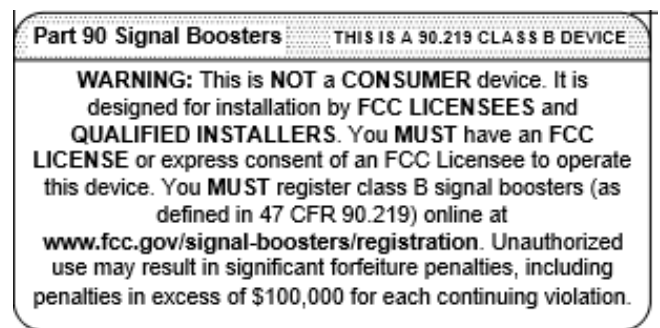 Part 90 Signal Boosters THIS IS A 90.219 CLASS B DEVICE
WARNING: This is NOT a CONSUMER device. It is
designed for installation by FCC LICENSEES and
QUALIFIED INSTALLERS. You MUST have an FCC
LICENSE or express consent of an FCC Licensee to operate
this device. You MUST register class B signal boosters (as
defined in 47 CFR 90.219) online at
www.fcc.gov/signal-boosters/registration. Unauthorized
use may result in significant forfeiture penalties, including
penalties in excess of $100,000 for each continuing violation.